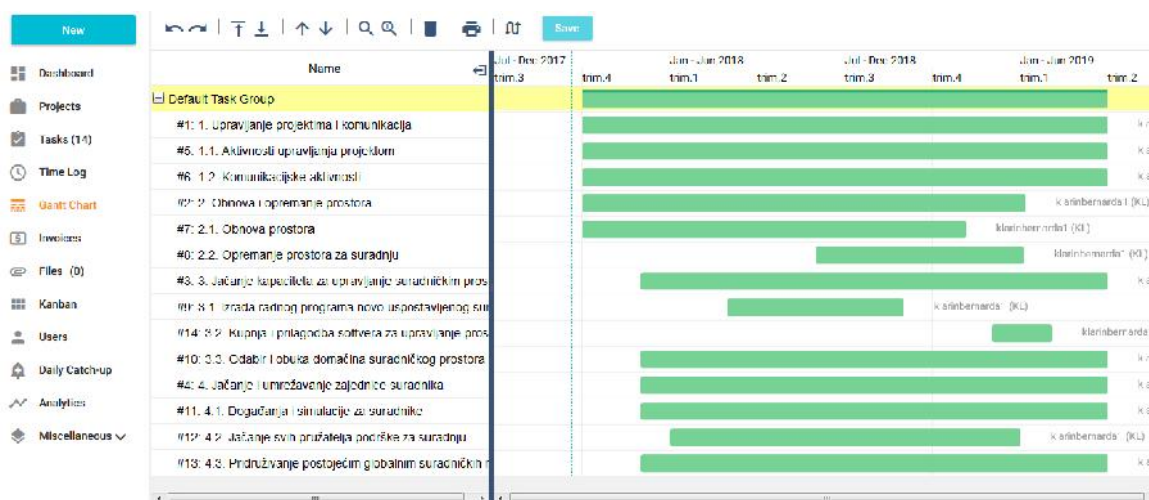 New
Save
Jul - Dec 2017
Jan - Jun 2018
Jul - Dec 2018
Jan - Jun 2019
Name
trim.3
trim.4
trim.1
trim.2
trim.3
trim.4
trim.1
trim.2
Dashboard
Projects
Tasks (14)
Time Log
Gantt Chart
Invoices
Files (0)
Kanban
Users
Daily Catch-up
Analytics
Miscellaneous
Default Task Group
#1: 1. Upravljanje projektima i komunikacija
#5: 1.1. Aktivnosti upravljanja projektom
#6: 1.2. Komunikacijske aktivnosti
#2: 2. Obnova i opremanje prostora
klarinbernarda1 (KL)
#7: 2.1. Obnova prostora
klarinbernarda1 (KL)
#8: 2.2. Opremanje prostora za suradnju
klarinbernarda1 (KL)
#3: 3. Jačanje kapaciteta za upravljanje suradničkim pros
#9: 3.1. Izrada radnog programa novo uspostavljenog sur
klarinbernarda1 (KL)
#14: 3.2. Kupnja i prilagodba softvera za upravljanje pros
klarinbernarda
#10: 3.3. Odabir i obuka domaćina suradničkog prostora
#4: 4. Jačanje i umrežavanje zajednice suradnika
#11: 4.1. Događanja i simulacije za suradnike
#12: 4.2. Jačanje svih pružatelja podrške za suradnju
klarinbernarda1 (KL)
#13: 4.3. Pridruživanje postojećim globalnim suradničkih